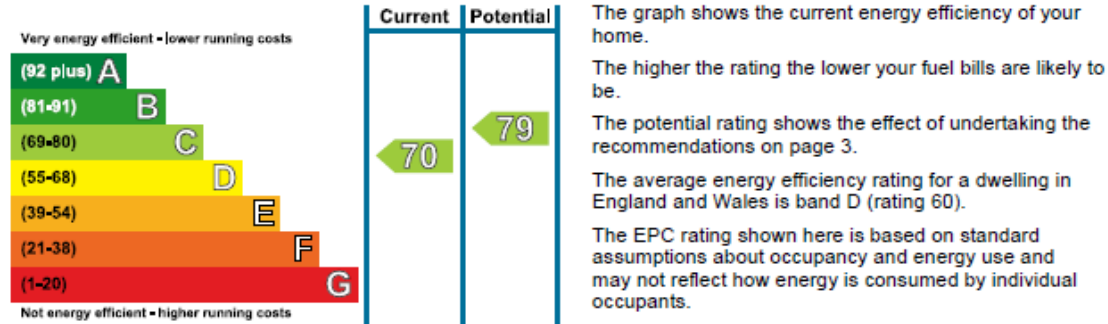 Current Potential
Very energy efficient - lower running costs
(92 plus) A
(81-91) B
(69-80) C
(55-68) D
(39-54) E
(21-38) F
(1-20) G
Not energy efficient - higher running costs
70
79
The graph shows the current energy efficiency of your
home.
The higher the rating the lower your fuel bills are likely to
be.
The potential rating shows the effect of undertaking the
recommendations on page 3.
The average energy efficiency rating for a dwelling in
England and Wales is band D (rating 60).
The EPC rating shown here is based on standard
assumptions about occupancy and energy use and
may not reflect how energy is consumed by individual
occupants.